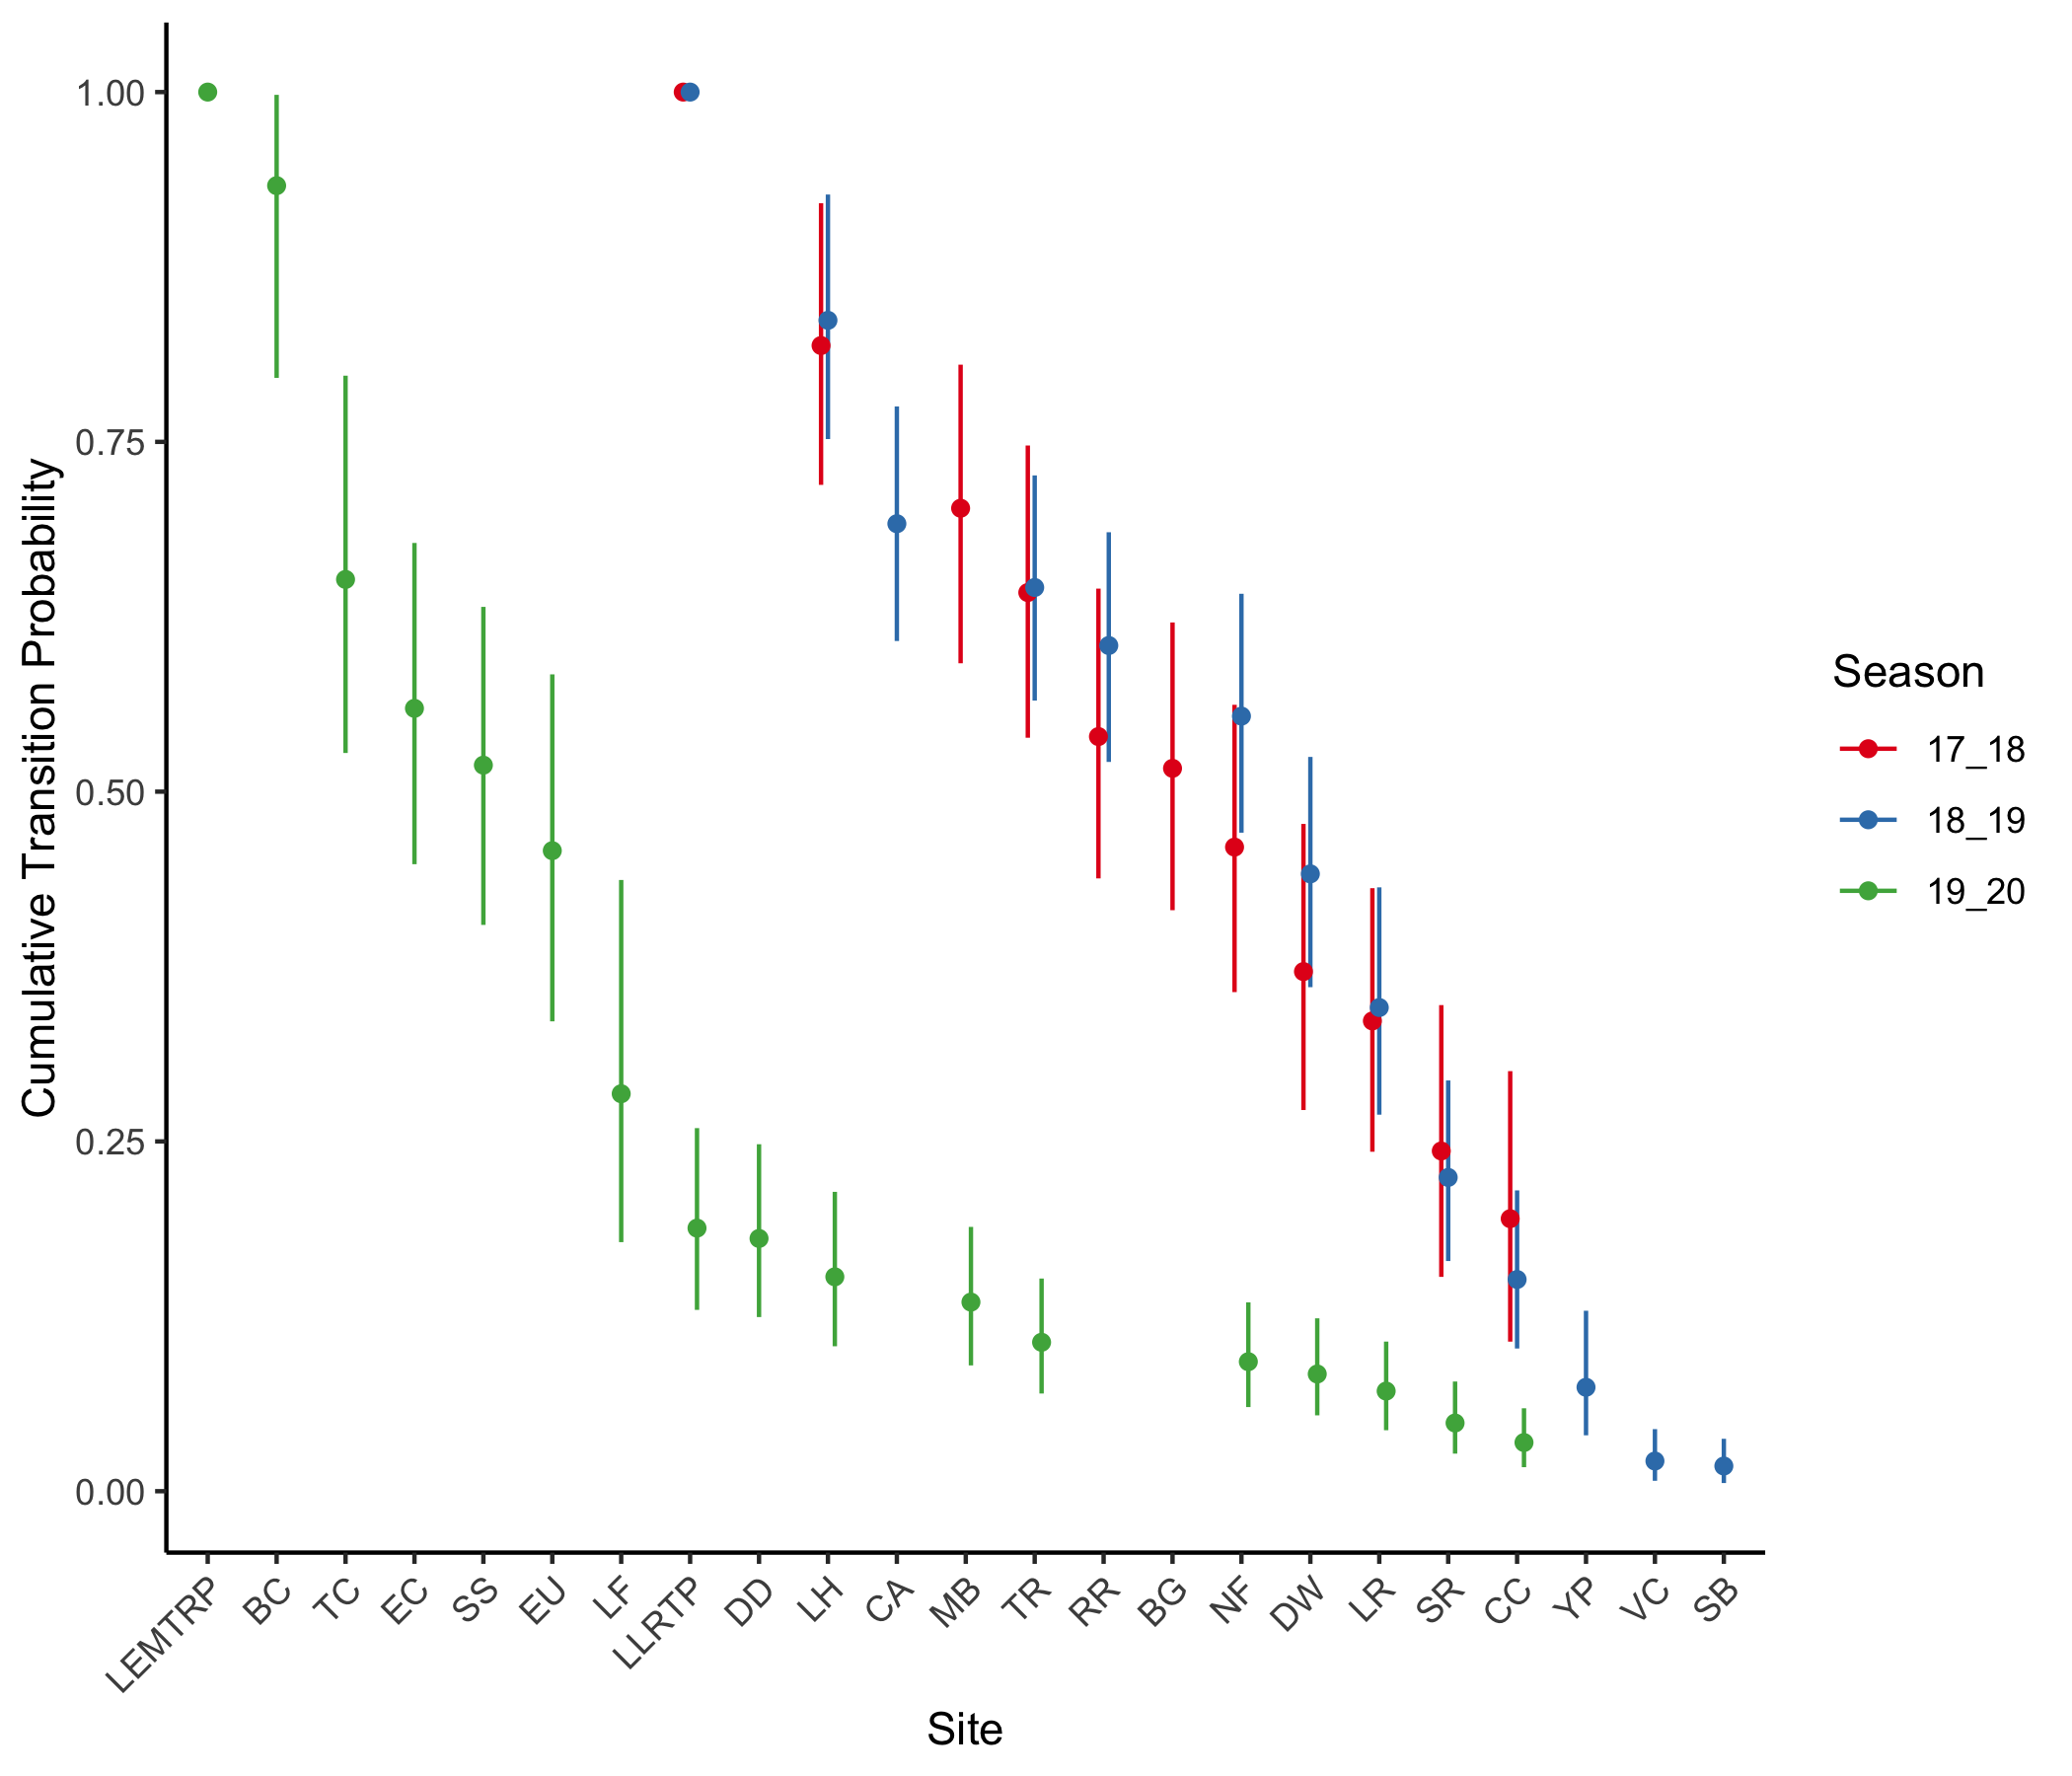 Cumulative Transition Probability
1.00
0.75
0.50
0.25
0.00
LEMTRP
BC
TC
EC
SS
EU
LF
LLRTP
DD
LH
CA
MB
TR
RR
BG
NF
DW
LR
SR
CC
YP
VC
SB
Site
Season
17_18
18_19
19_20